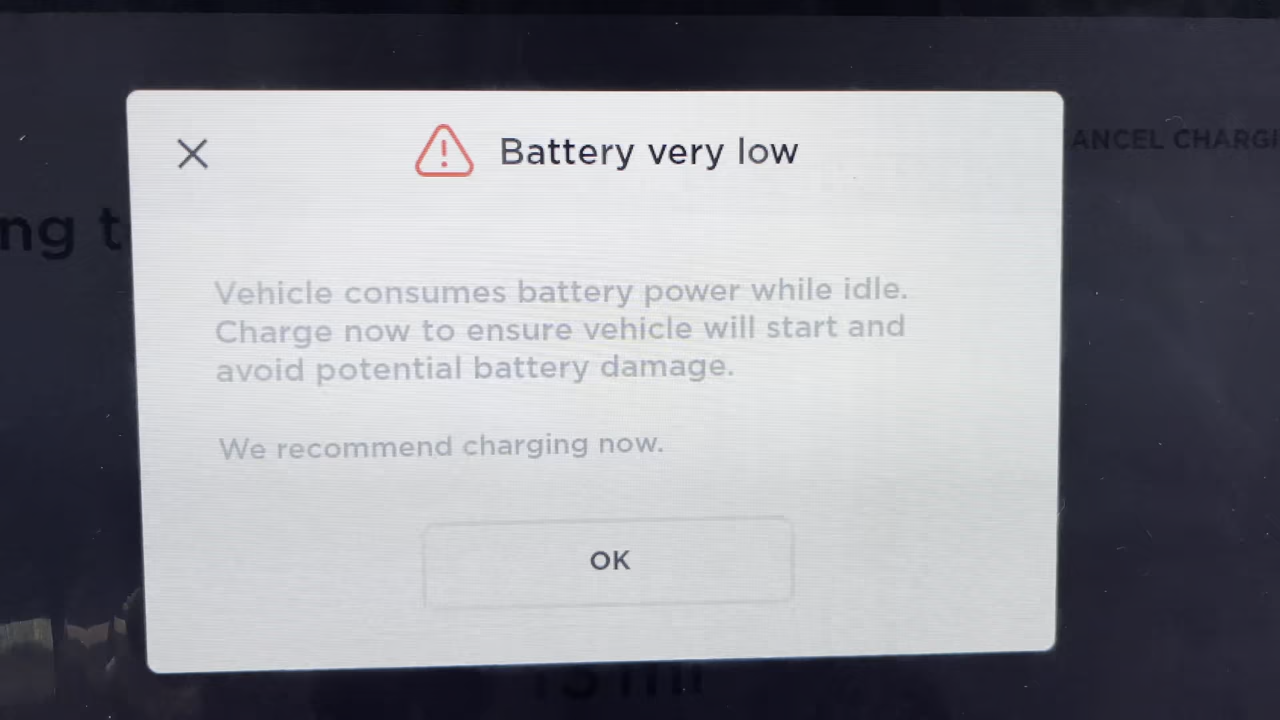 Battery very low
ANCEL CHARGI
ng t
Vehicle consumes battery power while idle.
Charge now to ensure vehicle will start and
avoid potential battery damage.
We recommend charging now.
OK